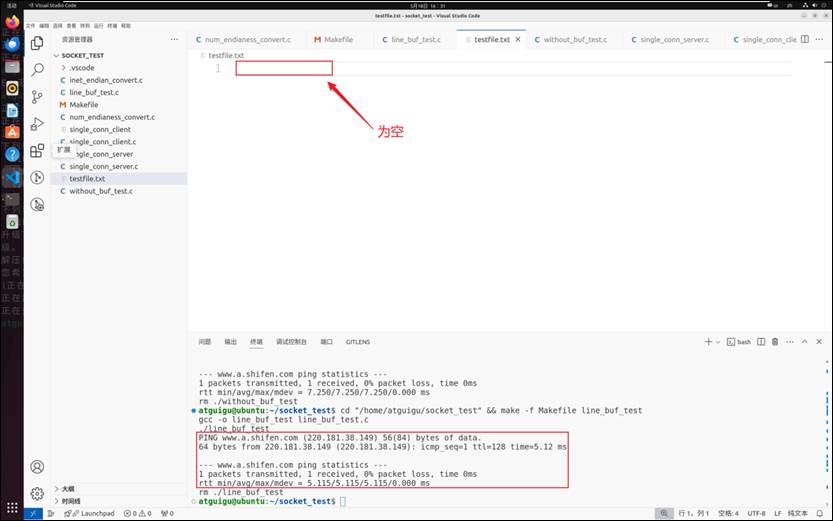 活动
Visual Studio Code
5月18日 16：31
zh
testfile.txt - socket_test - Visual Studio Code
文件 编辑 选择 查看 转到 运行 终端 帮助
资源管理器
SOCKET_TEST
.vscode
C inet_endian_convert.c
C line_buf_test.c
M Makefile
C num_endianess_convert.c
single_conn_client
C single_conn_client.c
扩展
single_conn_server
C single_conn_server.c
testfile.txt
C without_buf_test.c
大纲
时间线
C num_endianess_convert.c
M Makefile
C line_buf_test.c
testfile.txt
C without_buf_test.c
C single_conn_server.c
C single_conn_clie
testfile.txt
1
为空
问题 输出 终端 调试控制台 端口 GITLENS
bash
--- www.a.shifen.com ping statistics ---
1 packets transmitted, 1 received, 0% packet loss, time 0ms
rtt min/avg/max/mdev = 7.250/7.250/7.250/0.000 ms
rm ./without_buf_test
atguigu@ubuntu:~/socket_test$ cd "/home/atguigu/socket_test" && make -f Makefile line_buf_test
gcc -o line_buf_test line_buf_test.c
./line_buf_test
PING www.a.shifen.com (220.181.38.149) 56(84) bytes of data.
64 bytes from 220.181.38.149 (220.181.38.149): icmp_seq=1 ttl=128 time=5.12 ms
--- www.a.shifen.com ping statistics ---
1 packets transmitted, 1 received, 0% packet loss, time 0ms
rtt min/avg/max/mdev = 5.115/5.115/5.115/0.000 ms
rm ./line_buf_test
atguigu@ubuntu:~/socket_test$
Launchpad
0 0
0
行 1，列 1
空格: 4
UTF-8
LF
纯文本